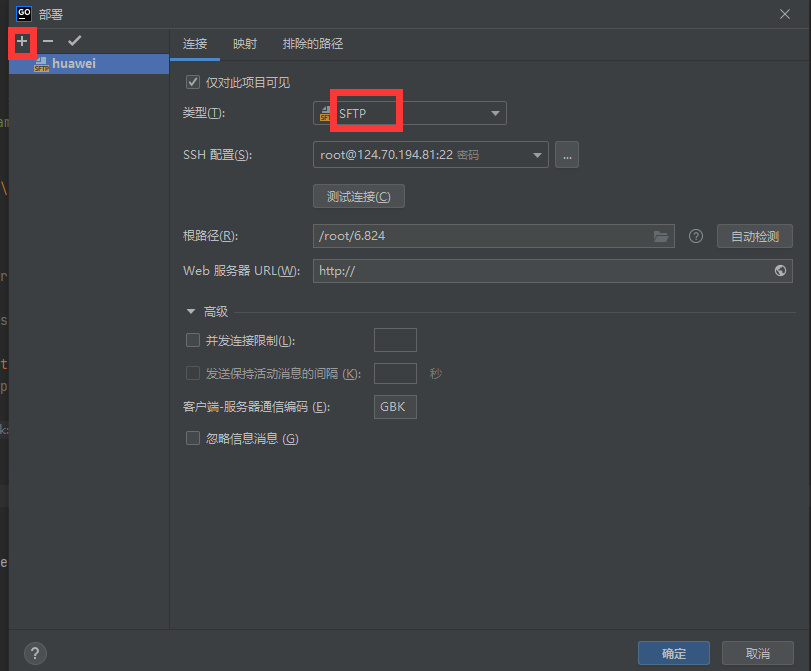 GO 部署
连接 映射 排除的路径
SFTP huawei
仅对此项目可见
类型(T): SFTP
SSH 配置(S): root@124.70.194.81:22 密码 ...
测试连接(C)
根路径(R): /root/6.824 ? 自动检测
Web 服务器 URL(W): http://
高级
并发连接限制(L):
发送保持活动消息的间隔 (K): 秒
客户端-服务器通信编码 (E): GBK
忽略信息消息 (G)
? 确定 取消